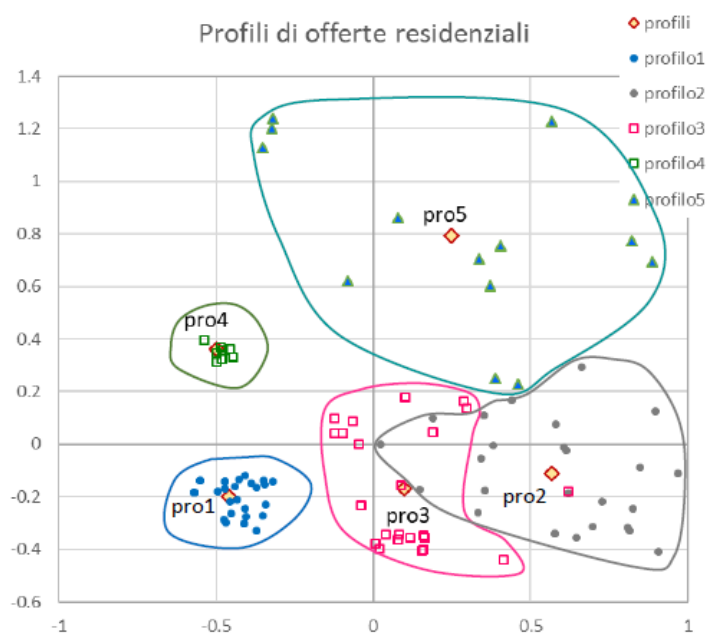 Profili di offerte residenziali
profili
profilo1
profilo2
profilo3
profilo4
profilo5
1.4
1.2
1
0.8
0.6
0.4
0.2
0
-0.2
-0.4
-0.6
-1
-0.5
0
0.5
1
pro5
pro4
pro1
pro3
pro2